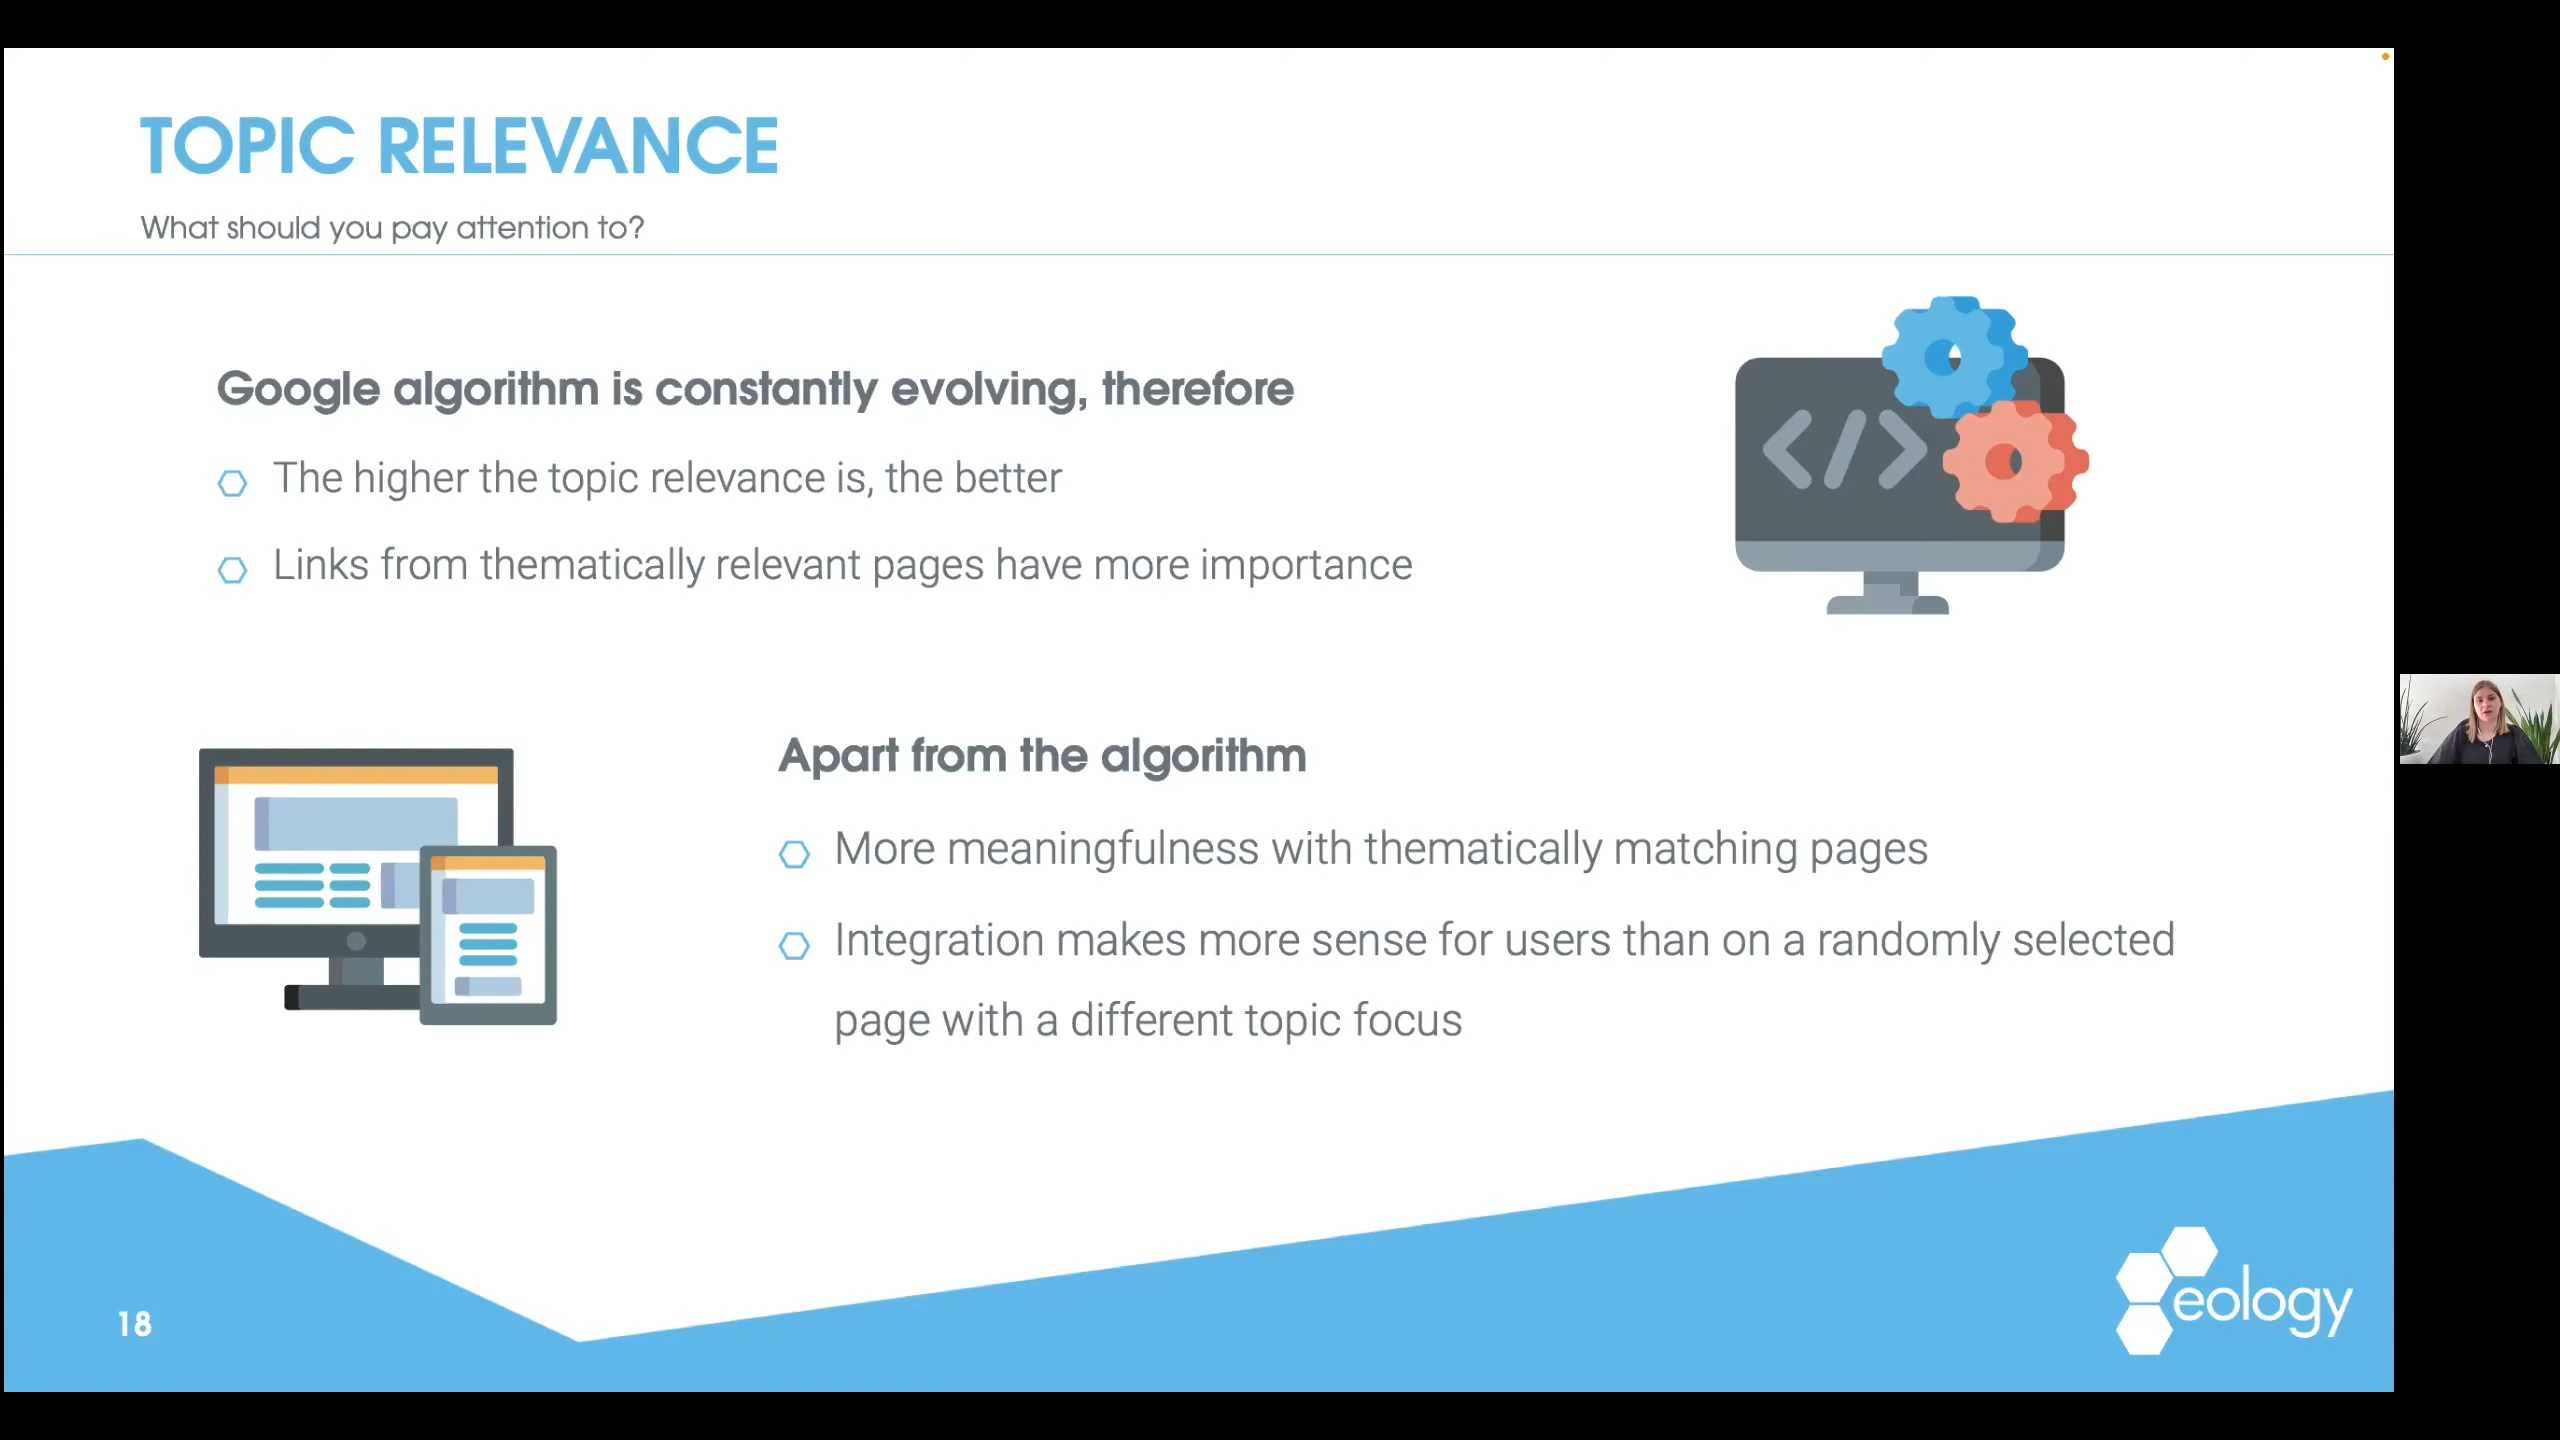 TOPIC RELEVANCE
What should you pay attention to?
Google algorithm is constantly evolving, therefore
The higher the topic relevance is, the better
Links from thematically relevant pages have more importance
</>
Apart from the algorithm
More meaningfulness with thematically matching pages
Integration makes more sense for users than on a randomly selected
page with a different topic focus
18
eology